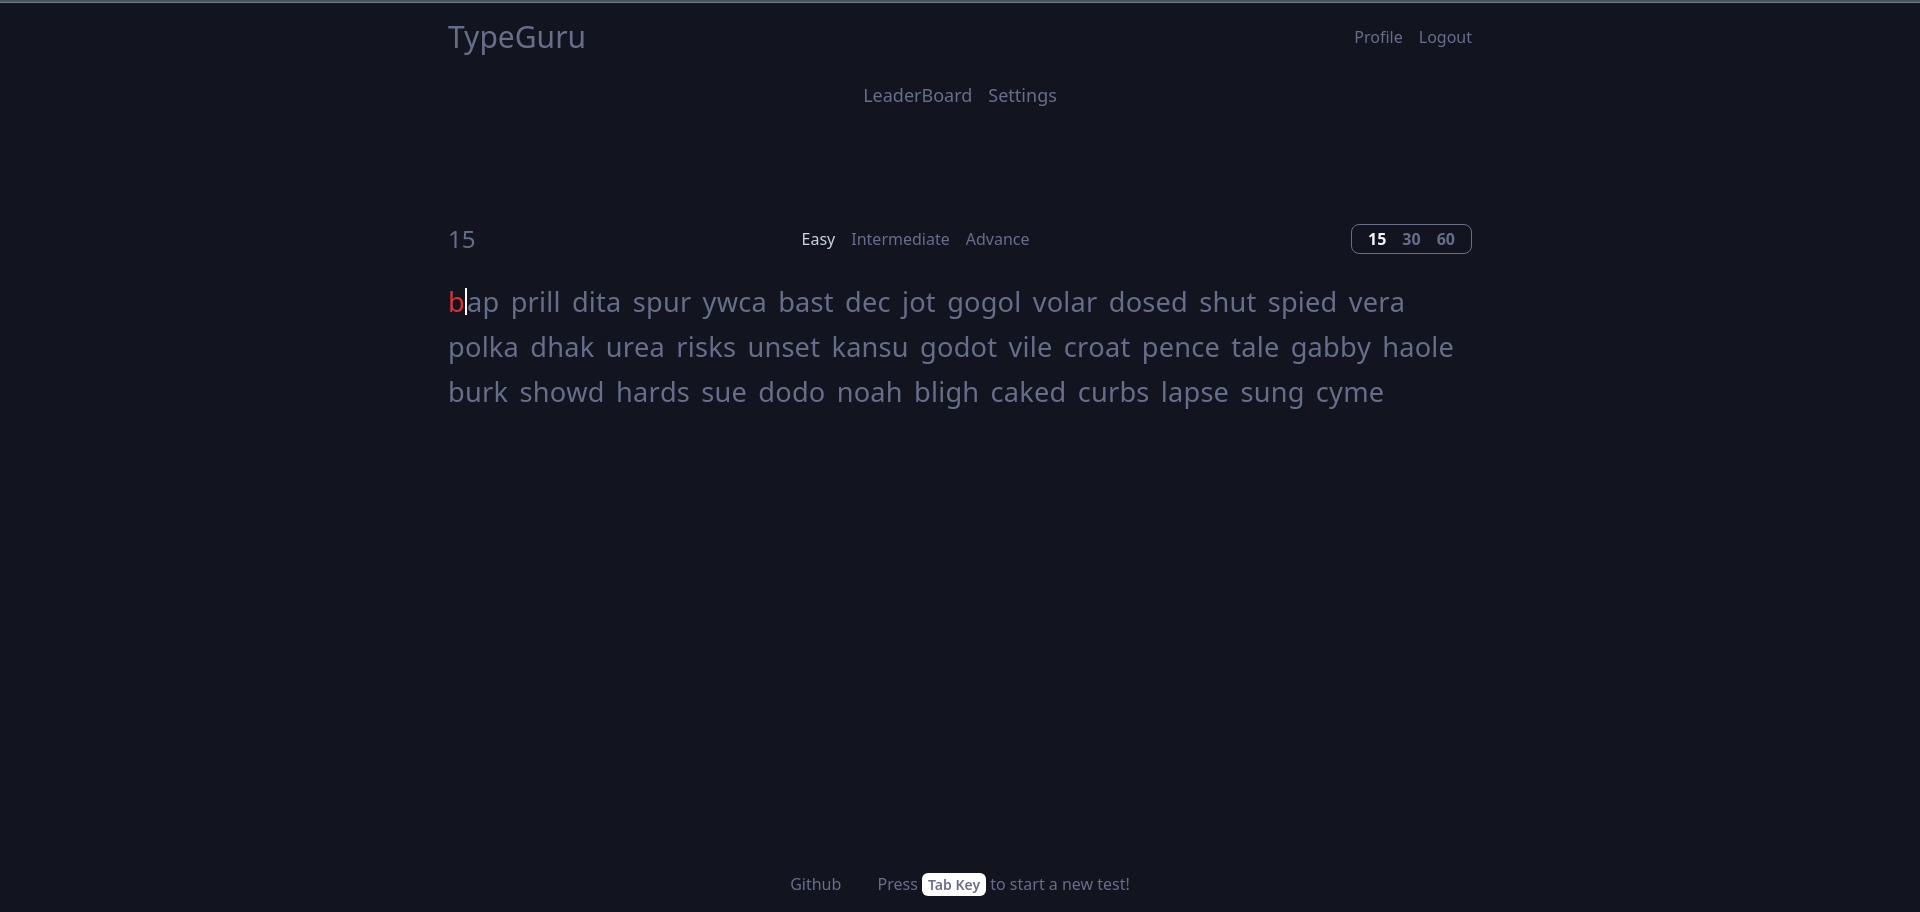 TypeGuru
Profile Logout
LeaderBoard Settings
15
Easy Intermediate Advance
15 30 60
bap prill dita spur ywca bast dec jot gogol volar dosed shut spied vera
polka dhak urea risks unset kansu godot vile croat pence tale gabby haole
burk showd hards sue dodo noah bligh caked curbs lapse sung cyme
Github Press Tab Key to start a new test!